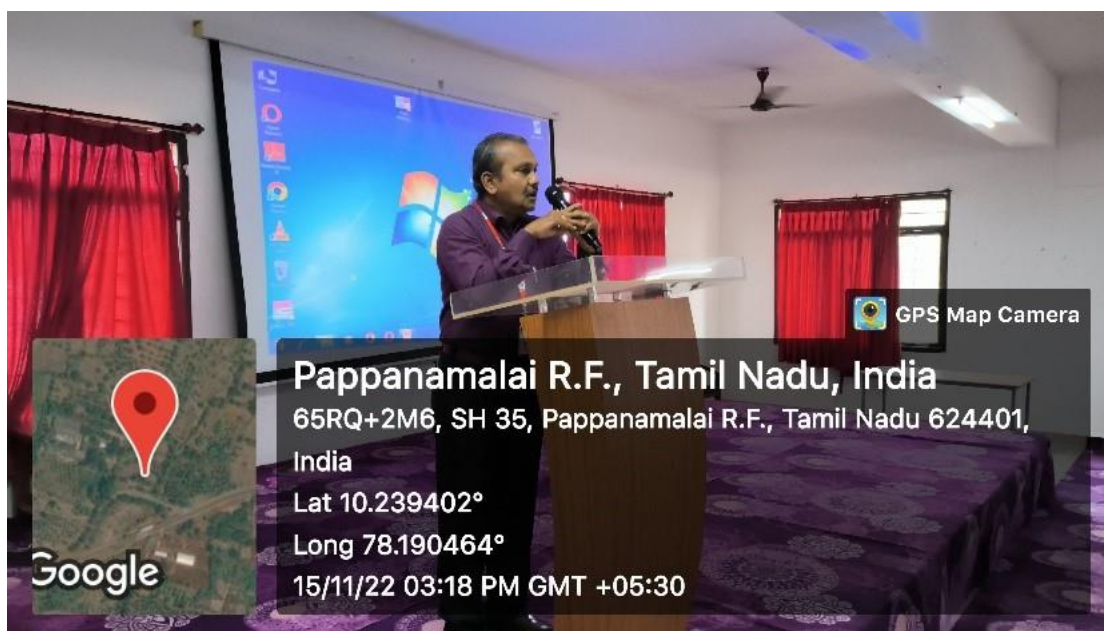 GPS Map Camera
Pappanamalai R.F., Tamil Nadu, India
65RQ+2M6, SH 35, Pappanamalai R.F., Tamil Nadu 624401,
India
Lat 10.239402°
Long 78.190464°
15/11/22 03:18 PM GMT +05:30
Google